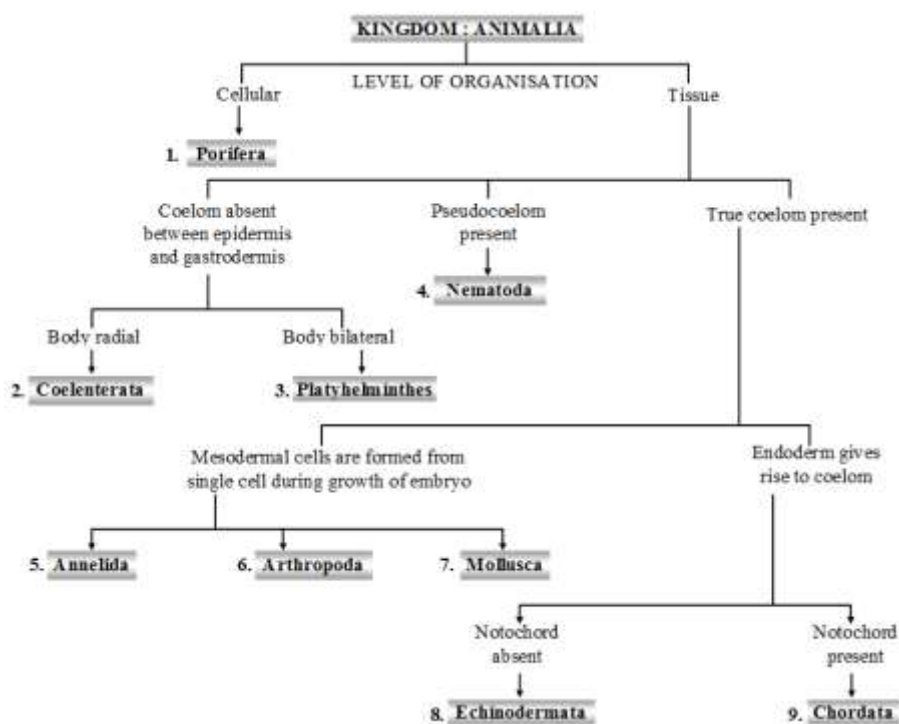 KINGDOM : ANIMALIA
LEVEL OF ORGANISATION
Cellular
Tissue
1. Porifera
Coelom absent
between epidermis
and gastrodermis
Pseudocoelom
present
True coelom present
4. Nematoda
Body radial
Body bilateral
2. Coelenterata
3. Platyhelminthes
Mesodermal cells are formed from
single cell during growth of embryo
Endoderm gives
rise to coelom
5. Annelida
6. Arthropoda
7. Mollusca
Notochord
absent
Notochord
present
8. Echinodermata
9. Chordata